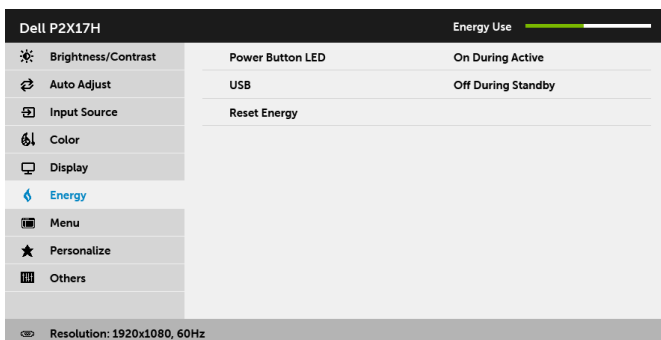 Dell P2X17H Energy Use
Brightness/Contrast Power Button LED On During Active
Auto Adjust USB Off During Standby
Input Source Reset Energy
Color
Display
Energy
Menu
Personalize
Others
Resolution: 1920x1080, 60Hz